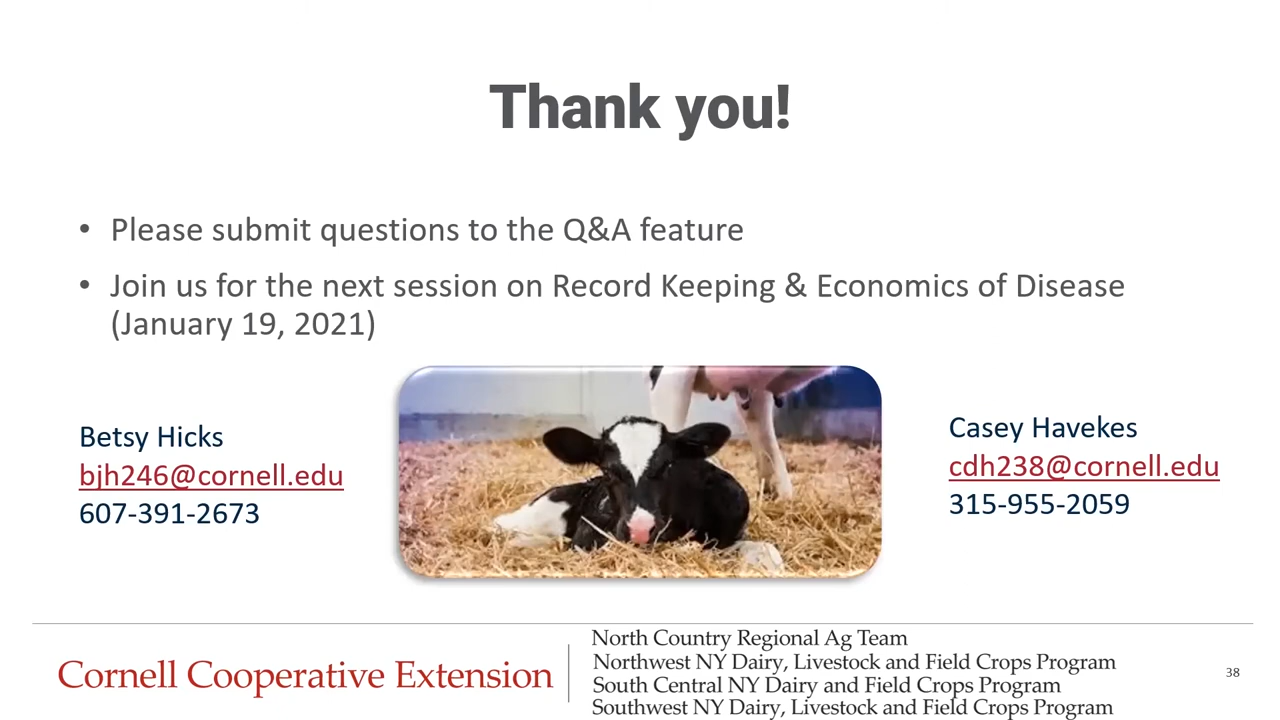 Thank you!
• Please submit questions to the Q&A feature
• Join us for the next session on Record Keeping & Economics of Disease
(January 19, 2021)
Betsy Hicks
bjh246@cornell.edu
607-391-2673
Casey Havekes
cdh238@cornell.edu
315-955-2059
Cornell Cooperative Extension
North Country Regional Ag Team
Northwest NY Dairy, Livestock and Field Crops Program
South Central NY Dairy and Field Crops Program
Southwest NY Dairy, Livestock and Field Crops Program
38